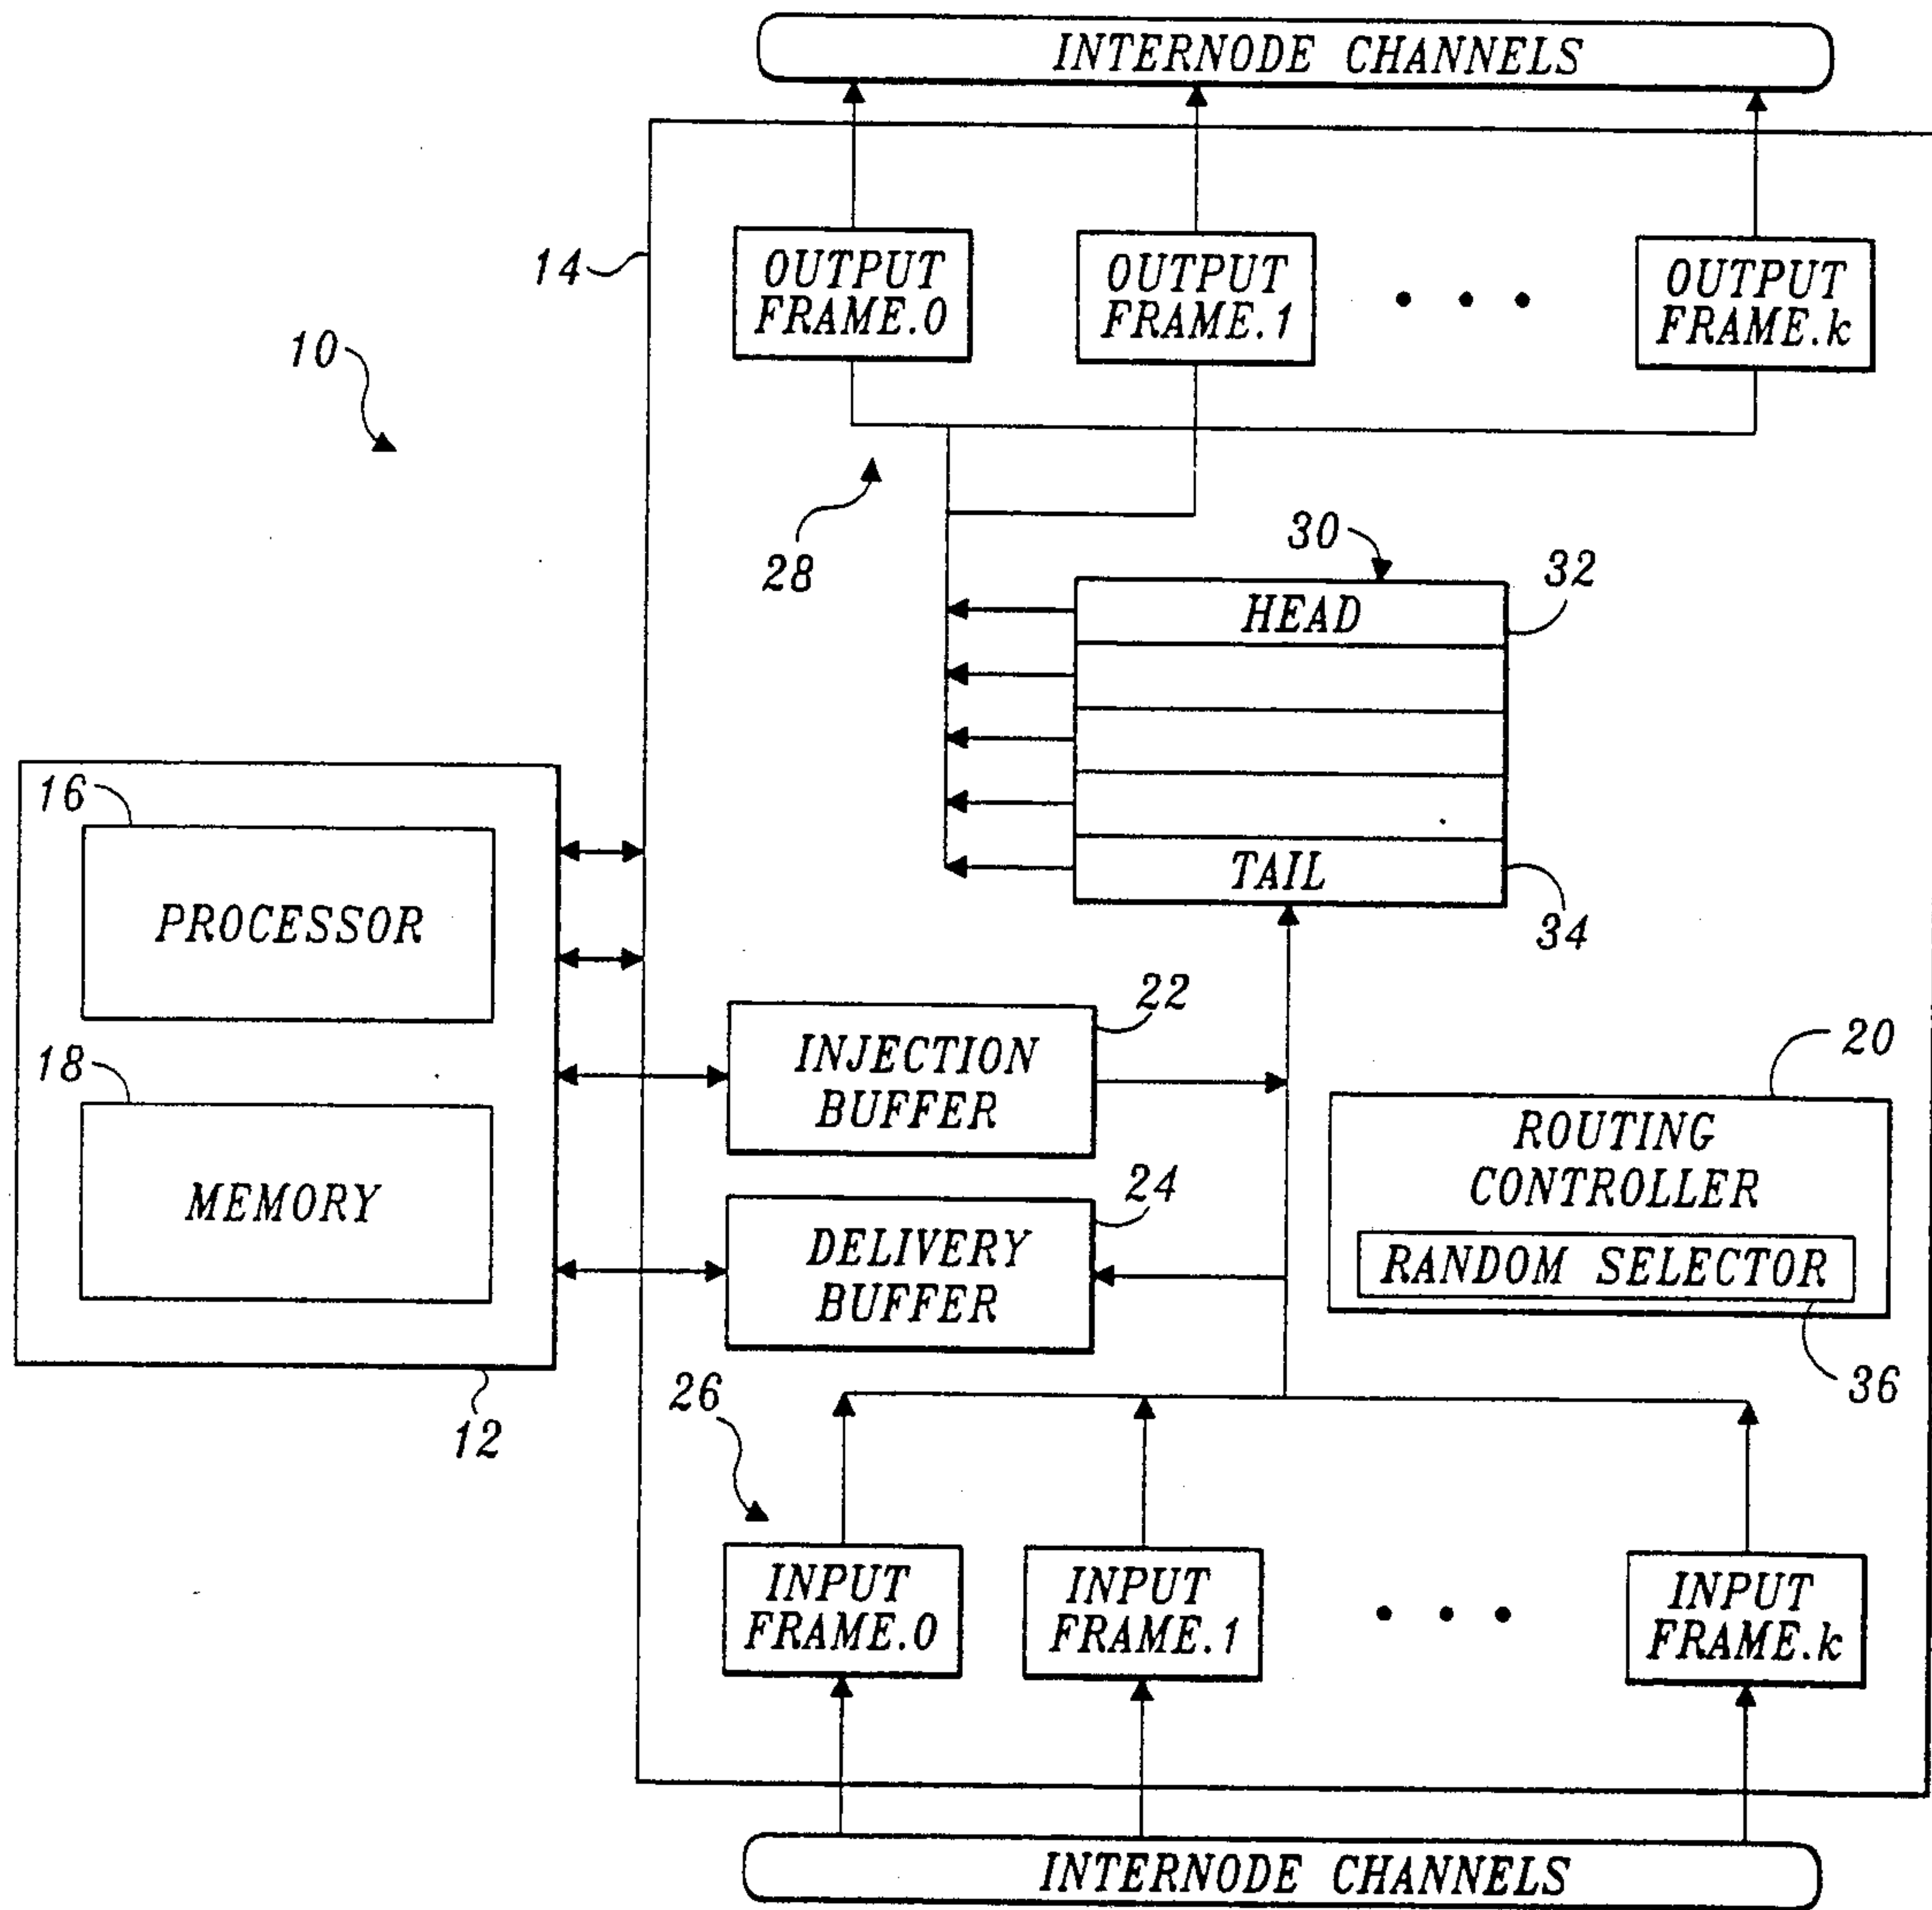 INTERNODE CHANNELS
14
OUTPUT
FRAME.0
OUTPUT
FRAME.1
OUTPUT
FRAME.k
10
28
30
32
HEAD
TAIL
34
16
PROCESSOR
18
MEMORY
12
22
INJECTION
BUFFER
24
DELIVERY
BUFFER
20
ROUTING
CONTROLLER
RANDOM SELECTOR
36
26
INPUT
FRAME.0
INPUT
FRAME.1
INPUT
FRAME.k
INTERNODE CHANNELS